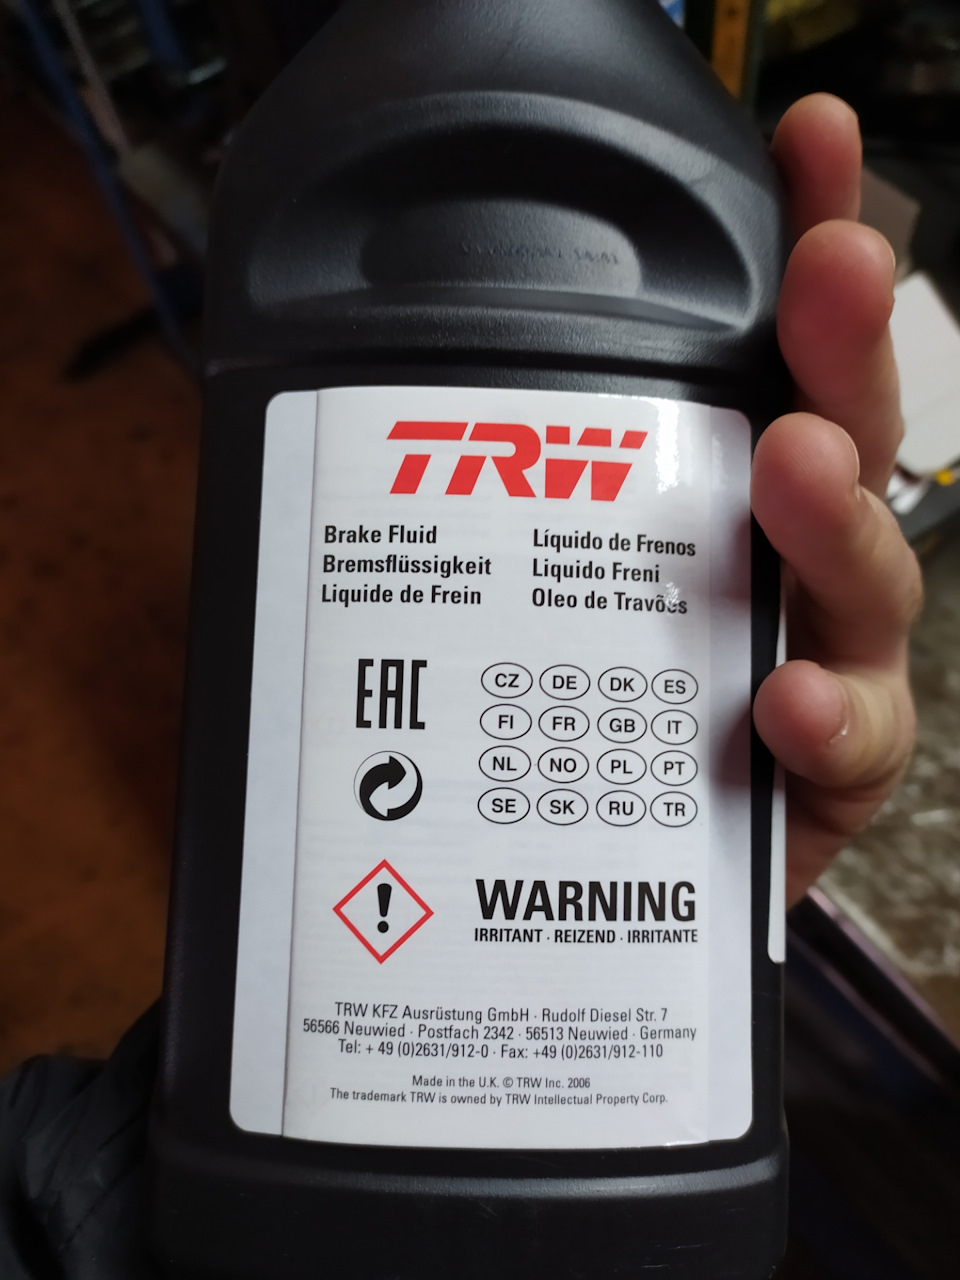 TRW
Brake Fluid
Bremsflüssigkeit
Liquide de Frein
Líquido de Frenos
Liquido Freni
Oleo de Travões
EAC
CZ DE DK ES
FI FR GB IT
NL NO PL PT
SE SK RU TR
WARNING
IRRITANT · REIZEND · IRRITANTE
TRW KFZ Ausrüstung GmbH · Rudolf Diesel Str. 7
56566 Neuwied · Postfach 2342 · 56513 Neuwied · Germany
Tel: + 49 (0)2631/912-0 · Fax: +49 (0)2631/912-110
Made in the U.K. © TRW Inc. 2006
The trademark TRW is owned by TRW Intellectual Property Corp.